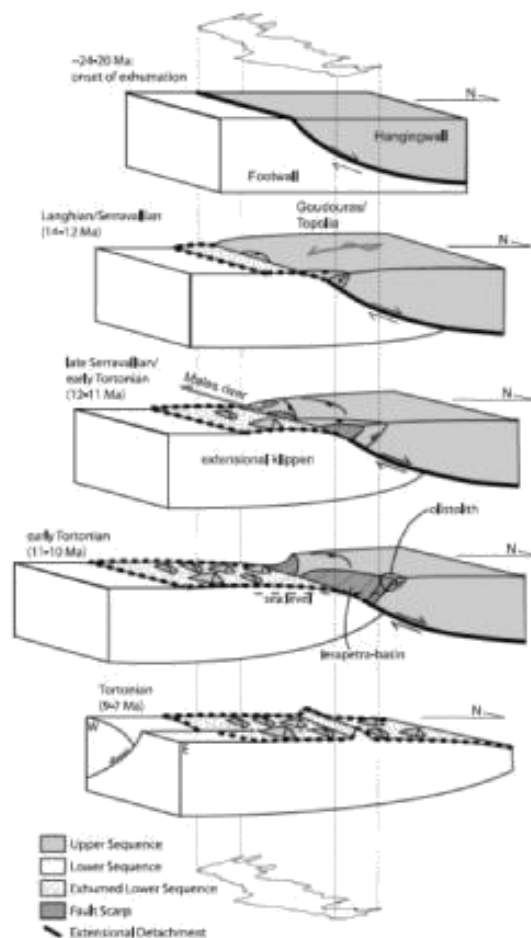 ~24-20 Ma:
onset of exhumation
N
Hangingwall
Footwall
Langhian/Serravallian
(14-12 Ma)
Goudouras/
Topolia
N
late Serravallian/
early Tortonian
(12-11 Ma)
Males river
N
extensional klippen
olistolith
early Tortonian
(11-10 Ma)
N
sea level
Ierapetra basin
Tortonian
(9-7 Ma)
N
W
E
Upper Sequence
Lower Sequence
Exhumed Lower Sequence
Fault Scarp
Extensional Detachment